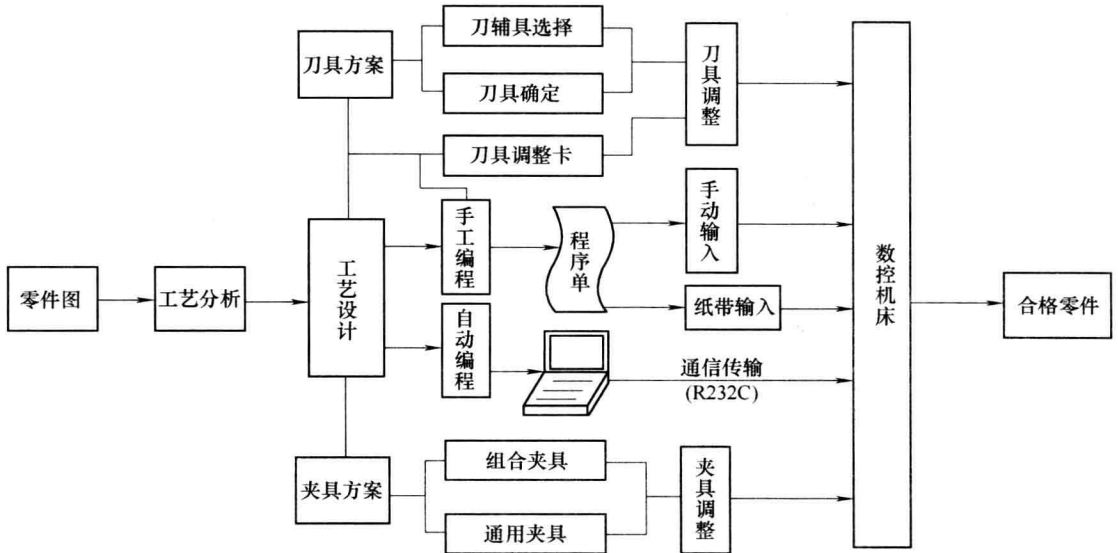 刀辅具选择
刀具方案
刀具确定
刀具调整
刀具调整卡
手工编程
程序单
手动输入
零件图
工艺分析
工艺设计
纸带输入
数控机床
合格零件
自动编程
通信传输
(R232C)
组合夹具
夹具方案
夹具调整
通用夹具